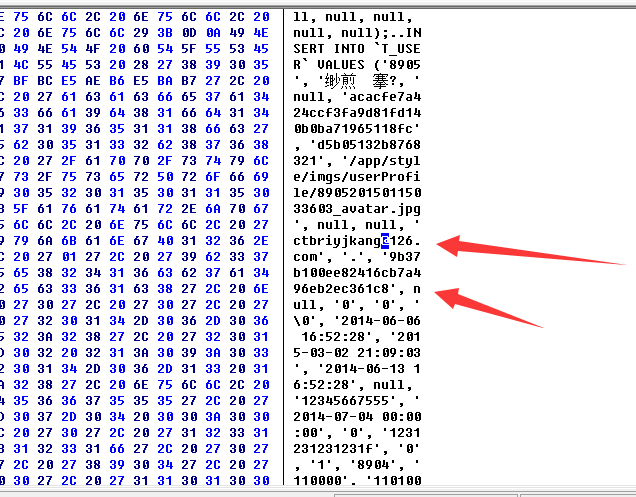 E 75 6C 6C 2C 20 6E 75 6C 6C 2C 20 ll, null, null,
C 20 6E 75 6C 6C 29 3B 0D 0A 49 4E null, null);..IN
0 49 4E 54 4F 20 60 54 5F 55 53 45 SERT INTO `T_USE
1 4C 55 45 53 20 28 27 38 39 30 35 R` VALUES ('8905
7 BF BC E5 AE B6 E5 BA B7 27 2C 20 ', '缈煎 搴?, '
C 20 27 61 63 61 63 66 65 37 61 34 null, 'acacfe7a4
6 33 66 61 39 64 38 31 66 64 31 34 24ccf3fa9d81fd14
1 37 31 39 36 35 31 31 38 66 63 27 0b0ba71965118fc'
5 62 30 35 31 33 32 62 38 37 36 38 , 'd5b05132b8768
C 20 27 2F 61 70 70 2F 73 74 79 6C 321', '/app/styl
7 73 2F 75 73 65 72 50 72 6F 66 69 e/imgs/userProfi
9 30 35 32 30 31 35 30 31 31 35 30 le/8905201501150
3 5F 61 76 61 74 61 72 2E 6A 70 67 33603_avatar.jpg
5 6C 6C 2C 20 6E 75 6C 6C 2C 20 27 ', null, null, '
9 79 6A 6B 61 6E 67 40 31 32 36 2E ctbriyjkang@126.
C 20 27 01 27 2C 20 27 39 62 33 37 com', '.', '9b37
5 65 38 32 34 31 36 63 62 37 61 34 b100ee82416cb7a4
2 65 63 33 36 31 63 38 27 2C 20 6E 96eb2ec361c8', n
0 27 30 27 2C 20 27 30 27 2C 20 27 ull, '0', '0', '
0 27 32 30 31 34 2D 30 36 2D 30 36 \0', '2014-06-06
5 32 3A 32 38 27 2C 20 27 32 30 31 16:52:28', '201
D 30 32 20 32 31 3A 30 39 3A 30 33 5-03-02 21:09:03
2 30 31 34 2D 30 36 2D 31 33 20 31 ', '2014-06-13 1
A 32 38 27 2C 20 6E 75 6C 6C 2C 20 6:52:28', null,
4 35 36 36 37 35 35 35 27 2C 20 27 '12345667555', '
D 30 37 2D 30 34 20 30 30 3A 30 30 '2014-07-04 00:00
C 20 27 30 27 2C 20 27 31 32 33 31 :00', '0', '1231
3 31 32 33 31 66 27 2C 20 27 30 27 231231231f', '0'
7 2C 20 27 38 39 30 34 27 2C 20 27 , '1', '8904', '
0 30 27 2C 20 27 31 31 30 31 30 30 110000', '110100